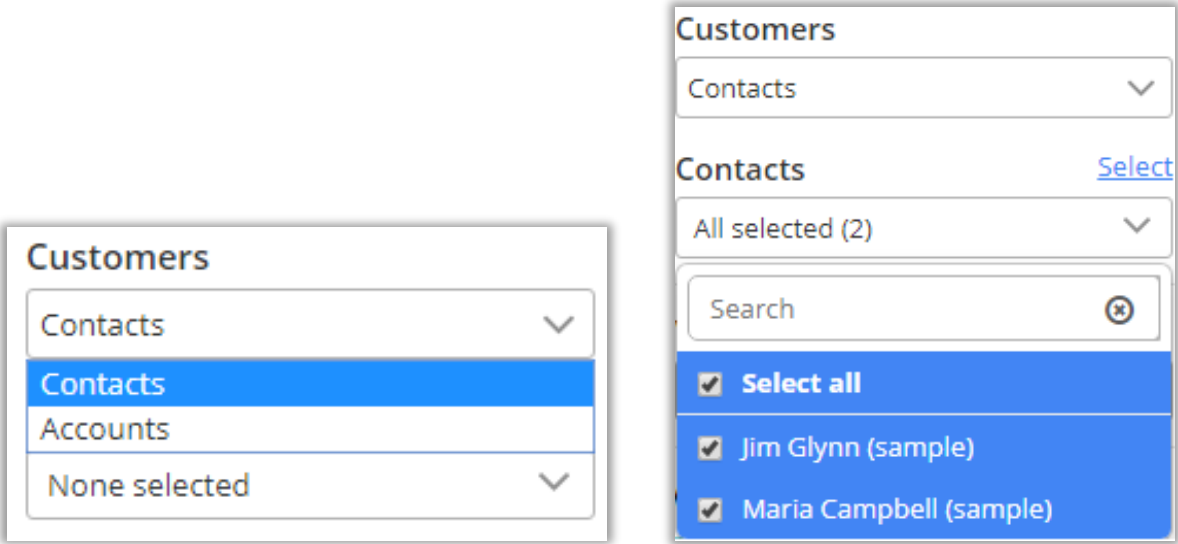 Customers
Contacts
Contacts
Accounts
None selected
Customers
Contacts
Contacts Select
All selected (2)
Search
Select all
Jim Glynn (sample)
Maria Campbell (sample)